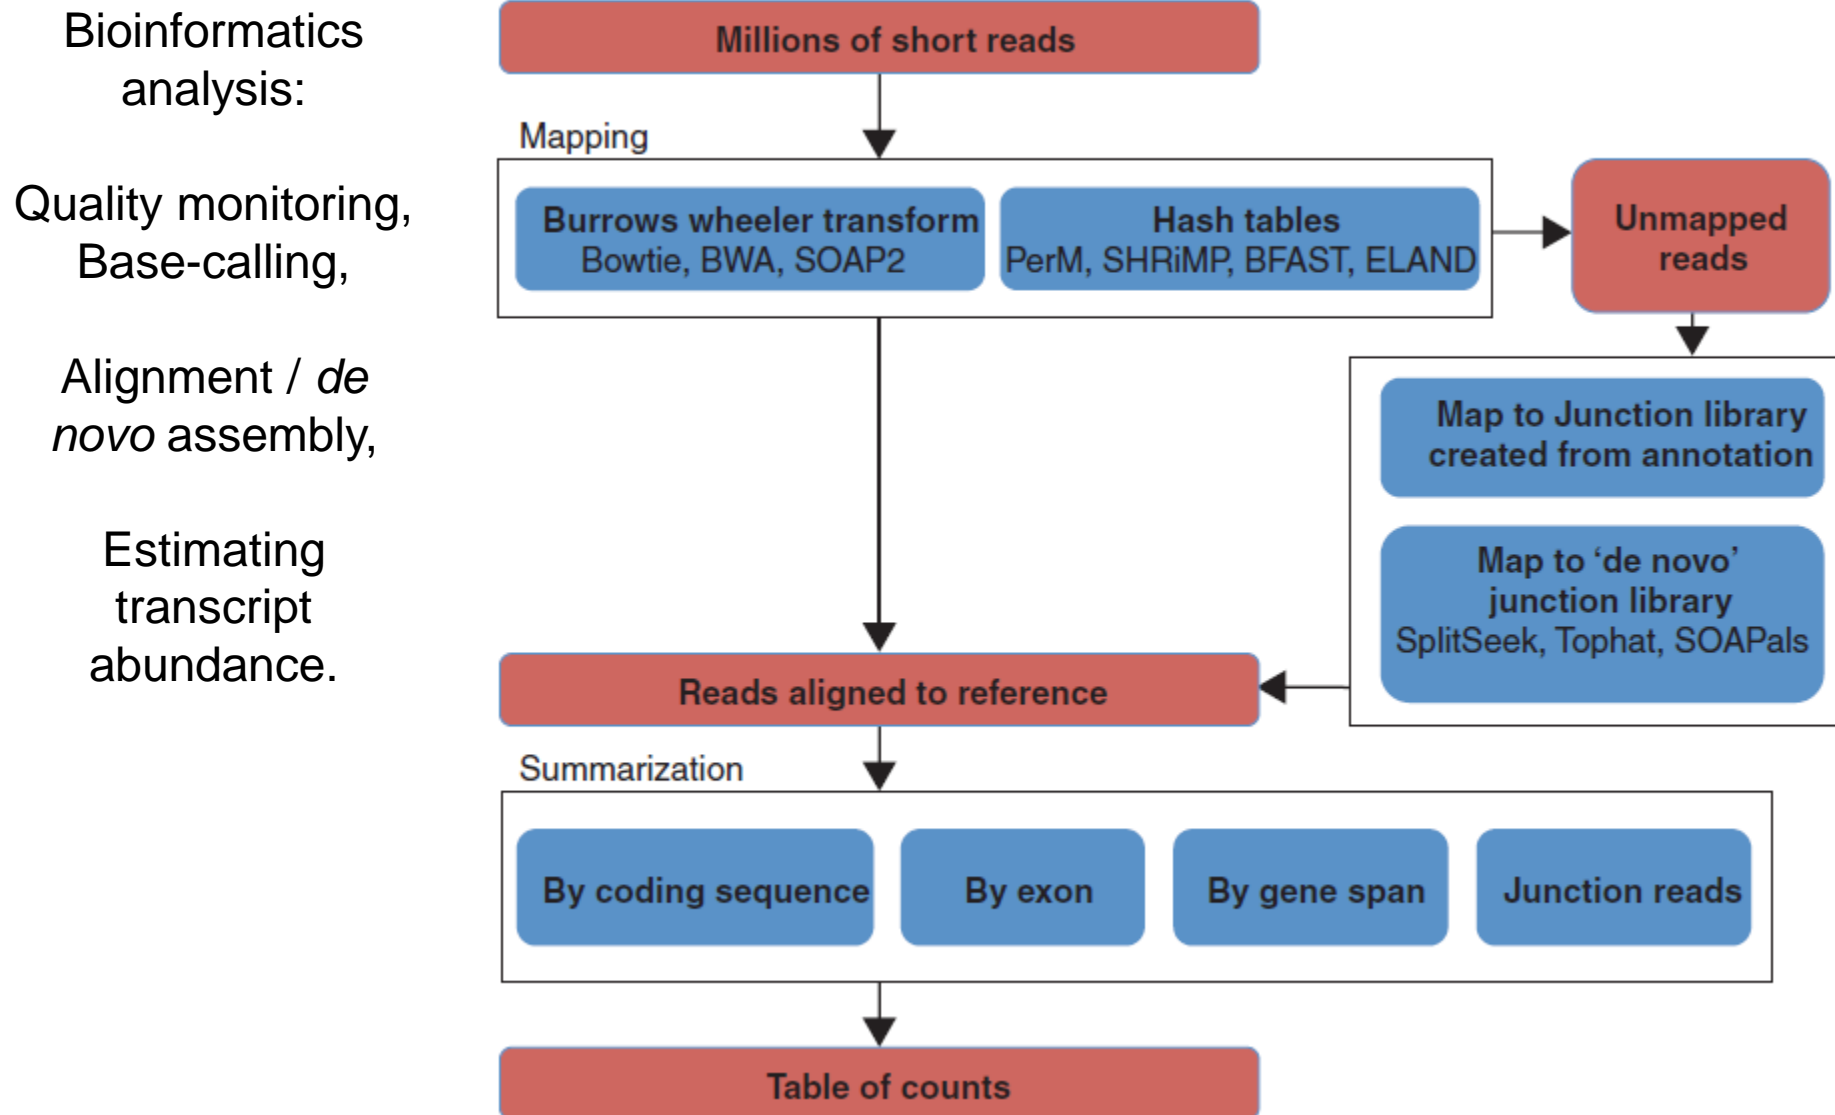 Bioinformatics
analysis:
Quality monitoring,
Base-calling,
Alignment / de
novo assembly,
Estimating
transcript
abundance.
Millions of short reads
Mapping
Burrows wheeler transform
Bowtie, BWA, SOAP2
Hash tables
PerM, SHRiMP, BFAST, ELAND
Unmapped
reads
Map to Junction library
created from annotation
Map to ‘de novo’
junction library
SplitSeek, Tophat, SOAPals
Reads aligned to reference
Summarization
By coding sequence
By exon
By gene span
Junction reads
Table of counts